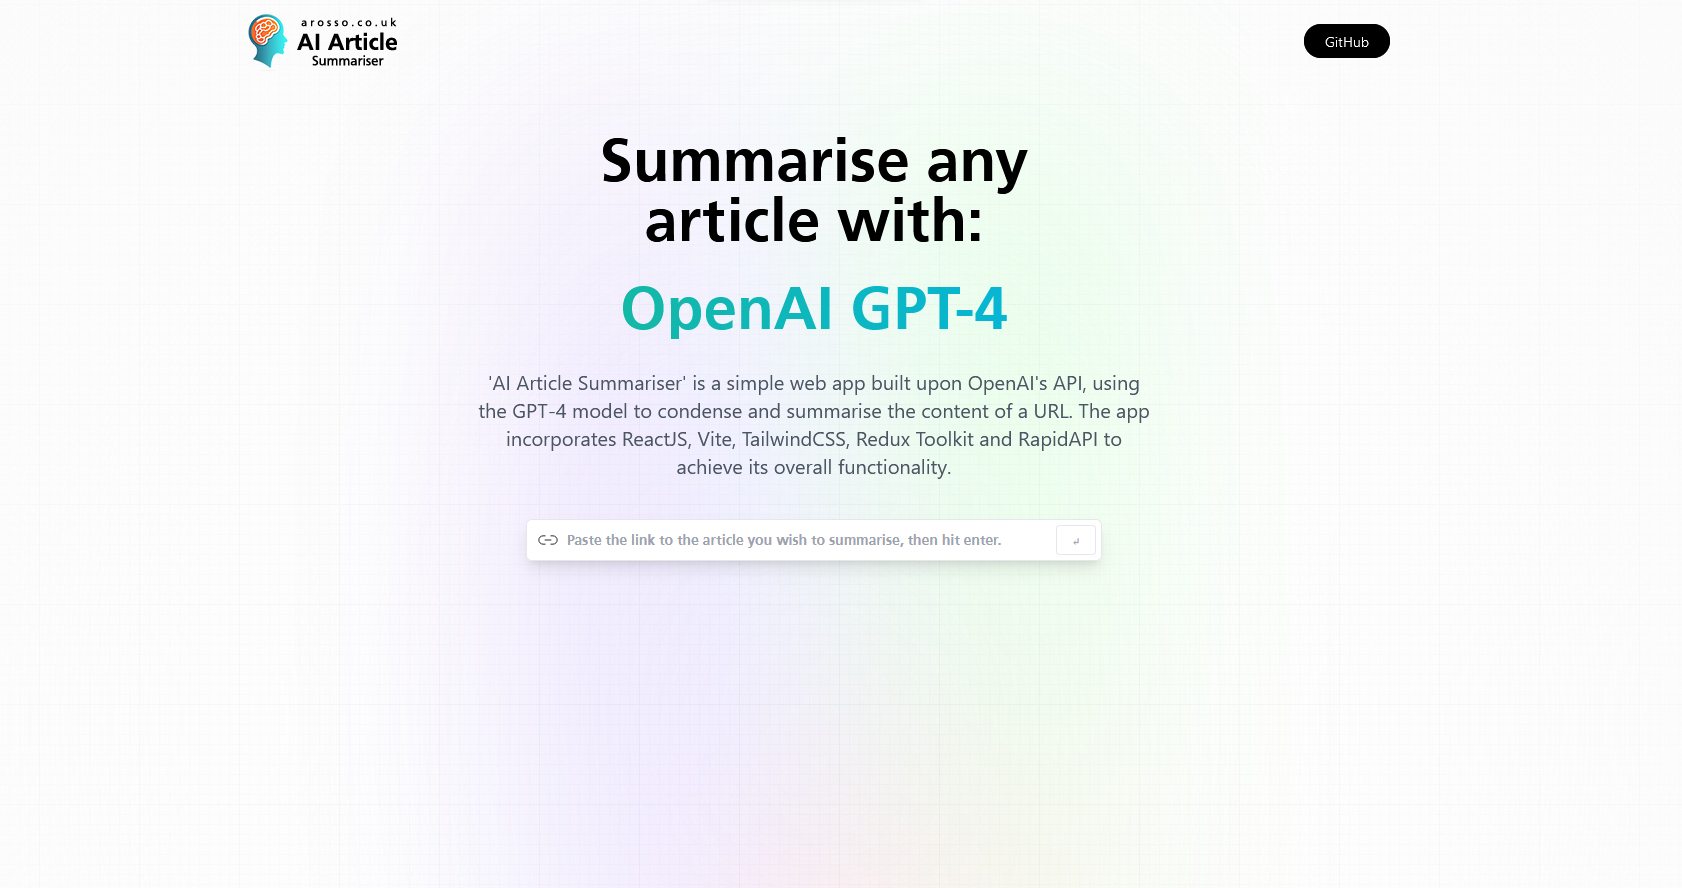 arosso.co.uk
AI Article
Summariser
GitHub
Summarise any
article with:
OpenAI GPT-4
'AI Article Summariser' is a simple web app built upon OpenAI's API, using
the GPT-4 model to condense and summarise the content of a URL. The app
incorporates ReactJS, Vite, TailwindCSS, Redux Toolkit and RapidAPI to
achieve its overall functionality.
Paste the link to the article you wish to summarise, then hit enter.
↵